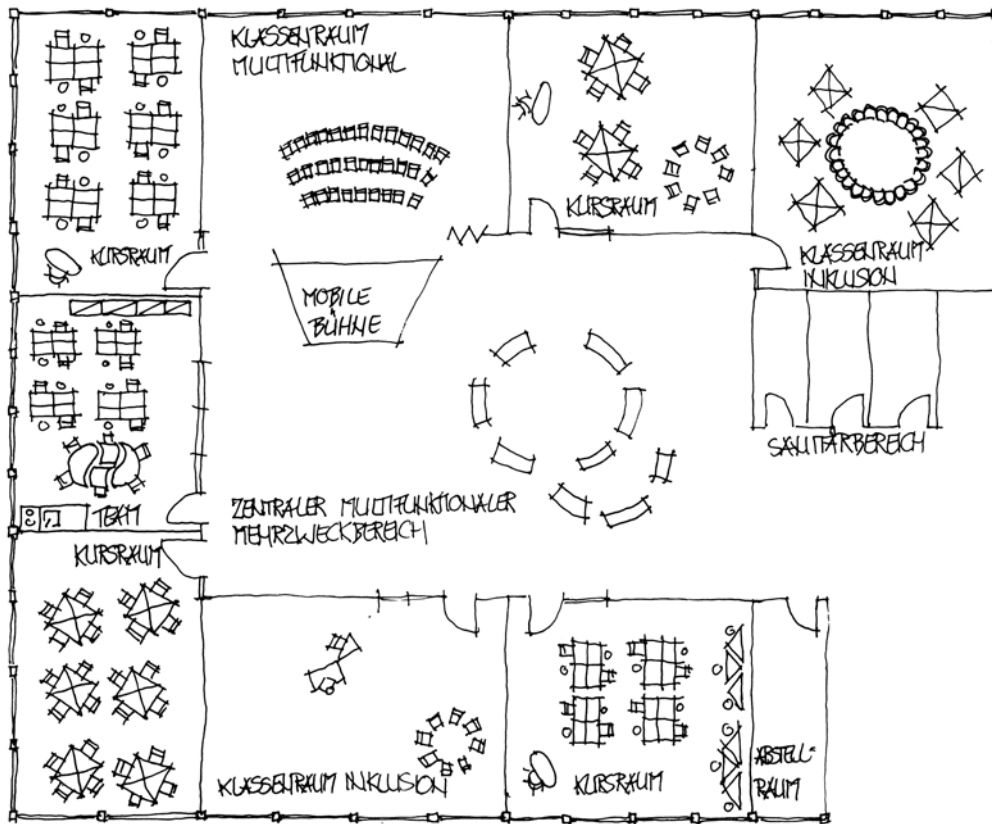 KLASSENRAUM
MULTIFUNKTIONAL
KURSRAUM
KURSRAUM
KLASSENRAUM
INKLUSION
MOBILE
BÜHNE
SANITÄRBEREICH
TEAM
ZENTRALER MULTIFUNKTIONALER
MEHRZWECKBEREICH
KURSRAUM
KLASSENRAUM INKLUSION
KURSRAUM
ABSTELL-
RAUM